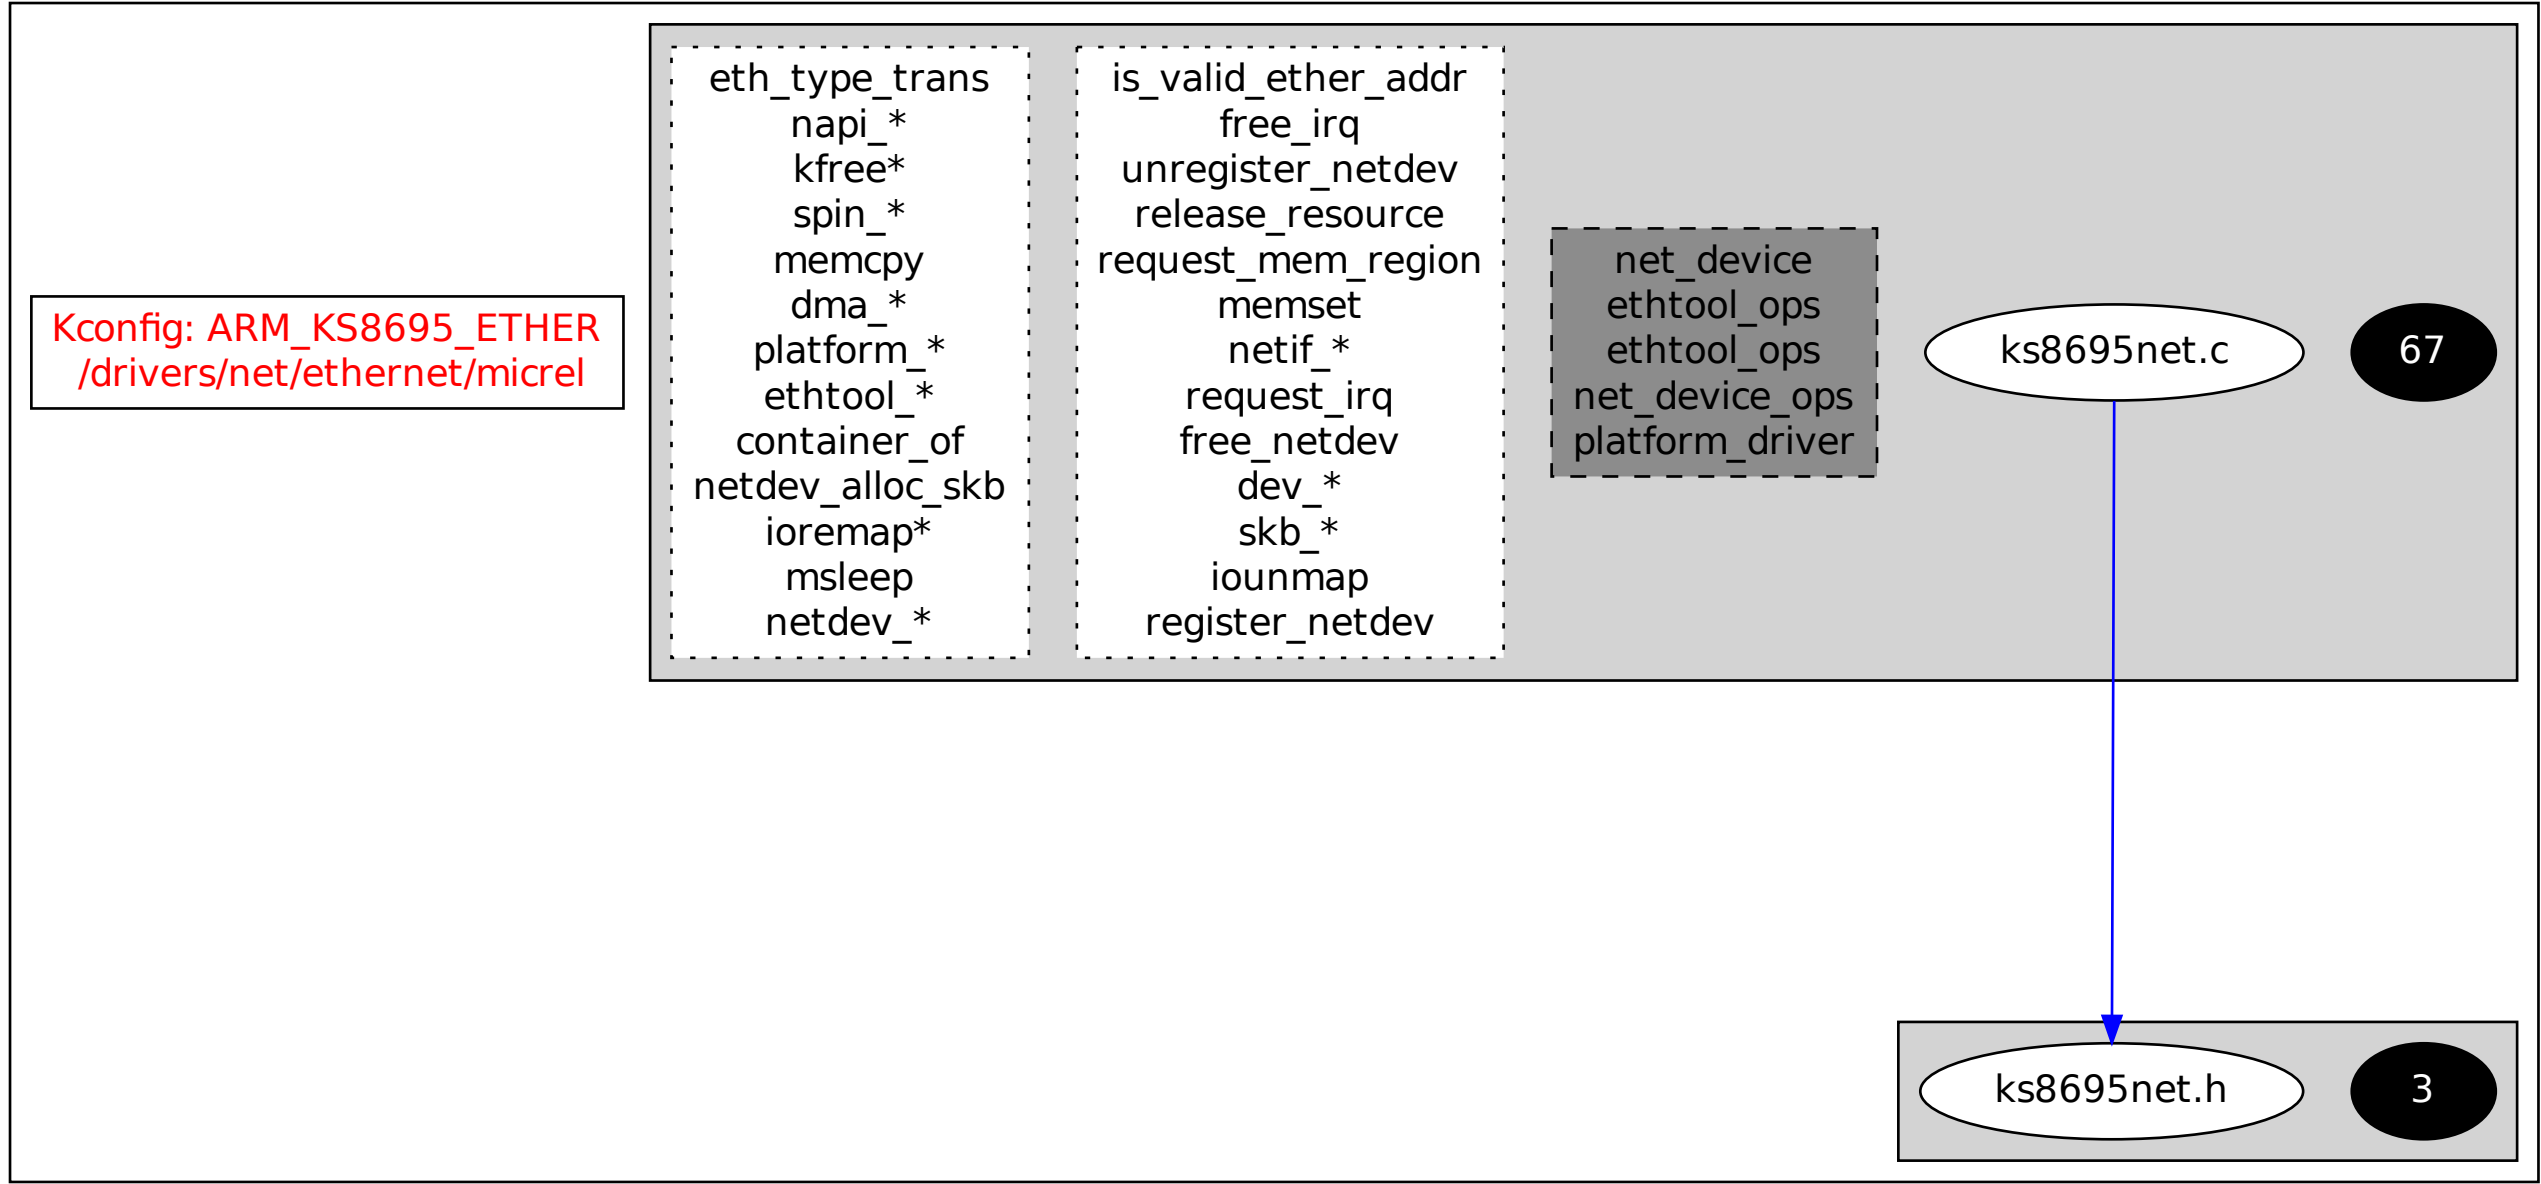 Kconfig: ARM_KS8695_ETHER
/drivers/net/ethernet/micrel
eth_type_trans
napi_*
kfree*
spin_*
memcpy
dma_*
platform_*
ethtool_*
container_of
netdev_alloc_skb
ioremap*
msleep
netdev_*
is_valid_ether_addr
free_irq
unregister_netdev
release_resource
request_mem_region
memset
netif_*
request_irq
free_netdev
dev_*
skb_*
iounmap
register_netdev
net_device
ethtool_ops
ethtool_ops
net_device_ops
platform_driver
ks8695net.c
67
ks8695net.h
3